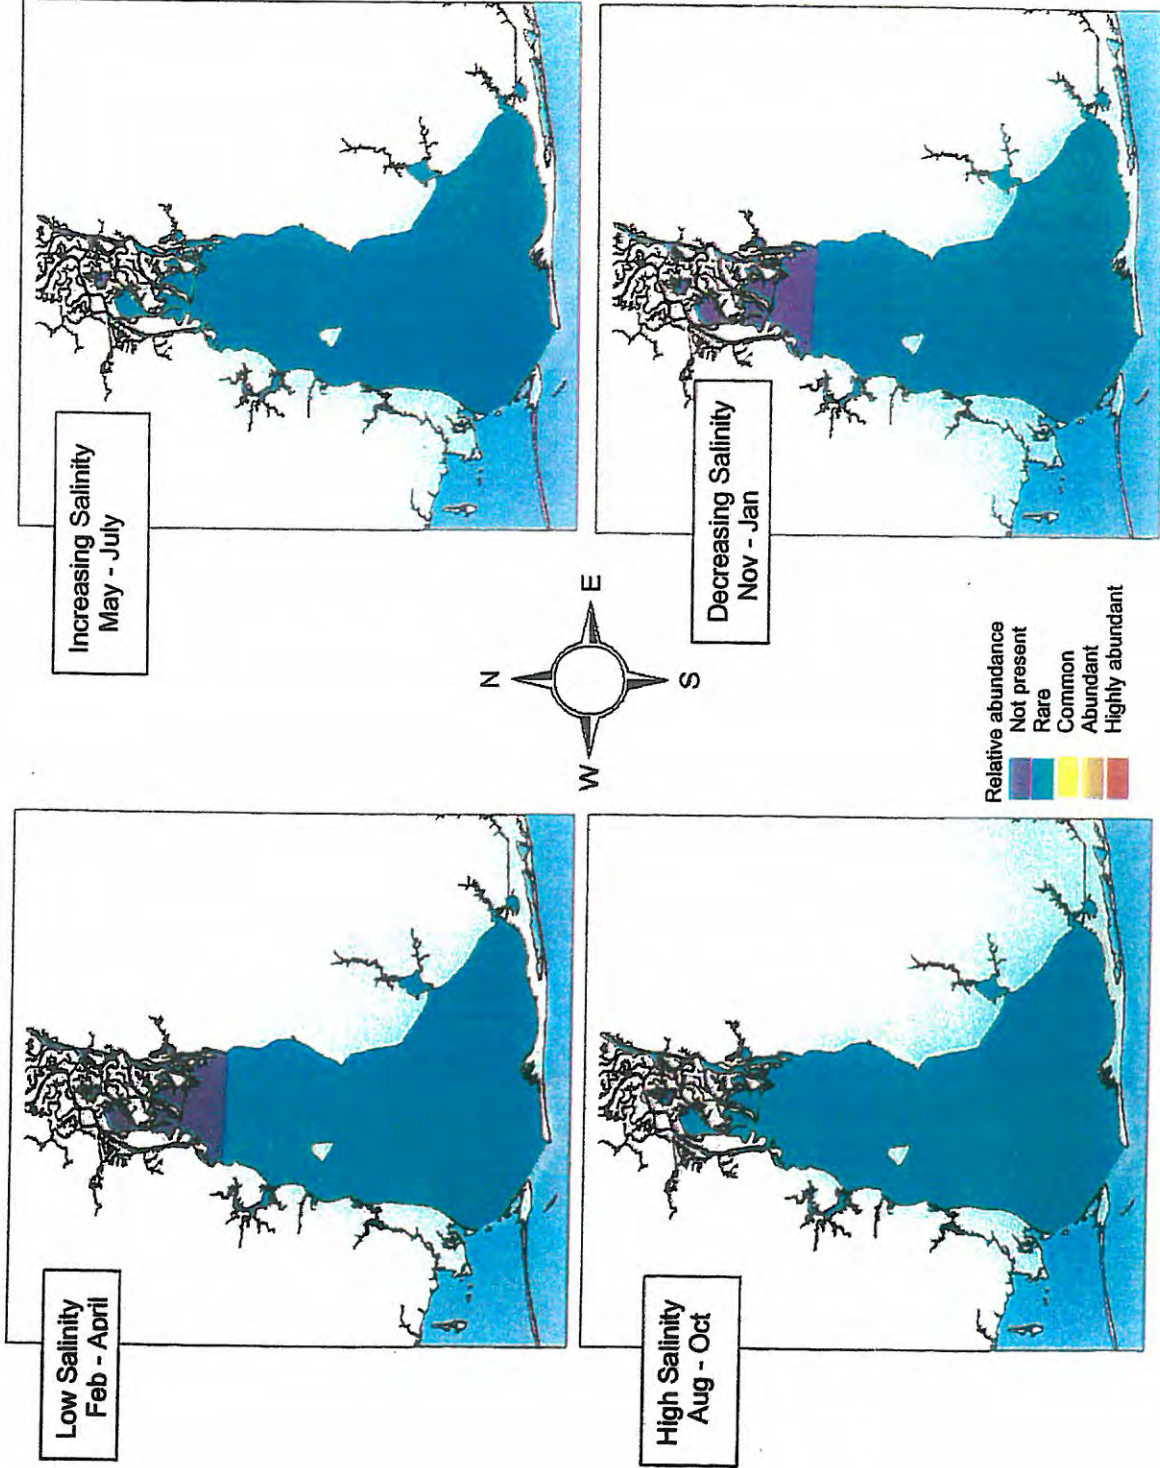 Low Salinity
Feb - April
Increasing Salinity
May - July
N
W
E
S
High Salinity
Aug - Oct
Decreasing Salinity
Nov - Jan
Relative abundance
Not present
Rare
Common
Abundant
Highly abundant